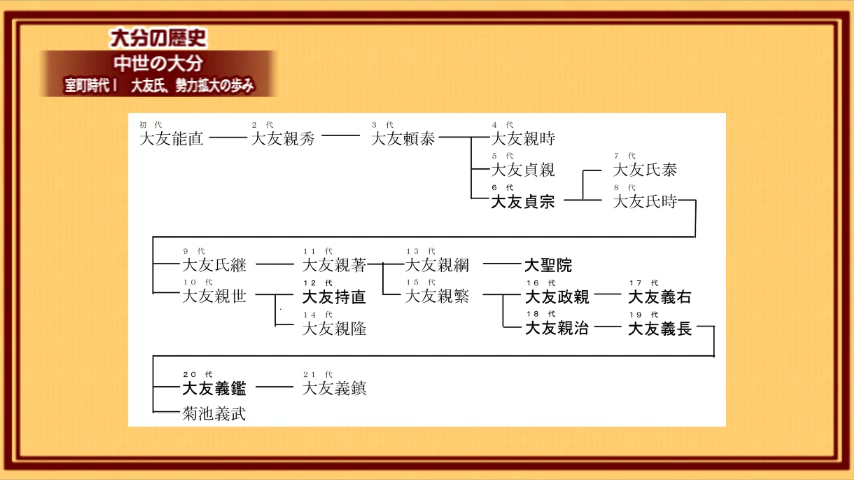 大分の歴史
中世の大分
室町時代Ⅰ 大友氏、勢力拡大の歩み
初代 2代 3代 4代
大友能直 大友親秀 大友頼泰 大友親時
5代 7代
大友貞親 大友氏泰
6代 8代
大友貞宗 大友氏時
9代 11代 13代
大友氏継 大友親著 大友親綱 大聖院
10代 12代 15代 16代 17代
大友親世 大友持直 大友親繁 大友政親 大友義右
14代 18代 19代
大友親隆 大友親治 大友義長
20代 21代
大友義鑑 大友義鎮
菊池義武